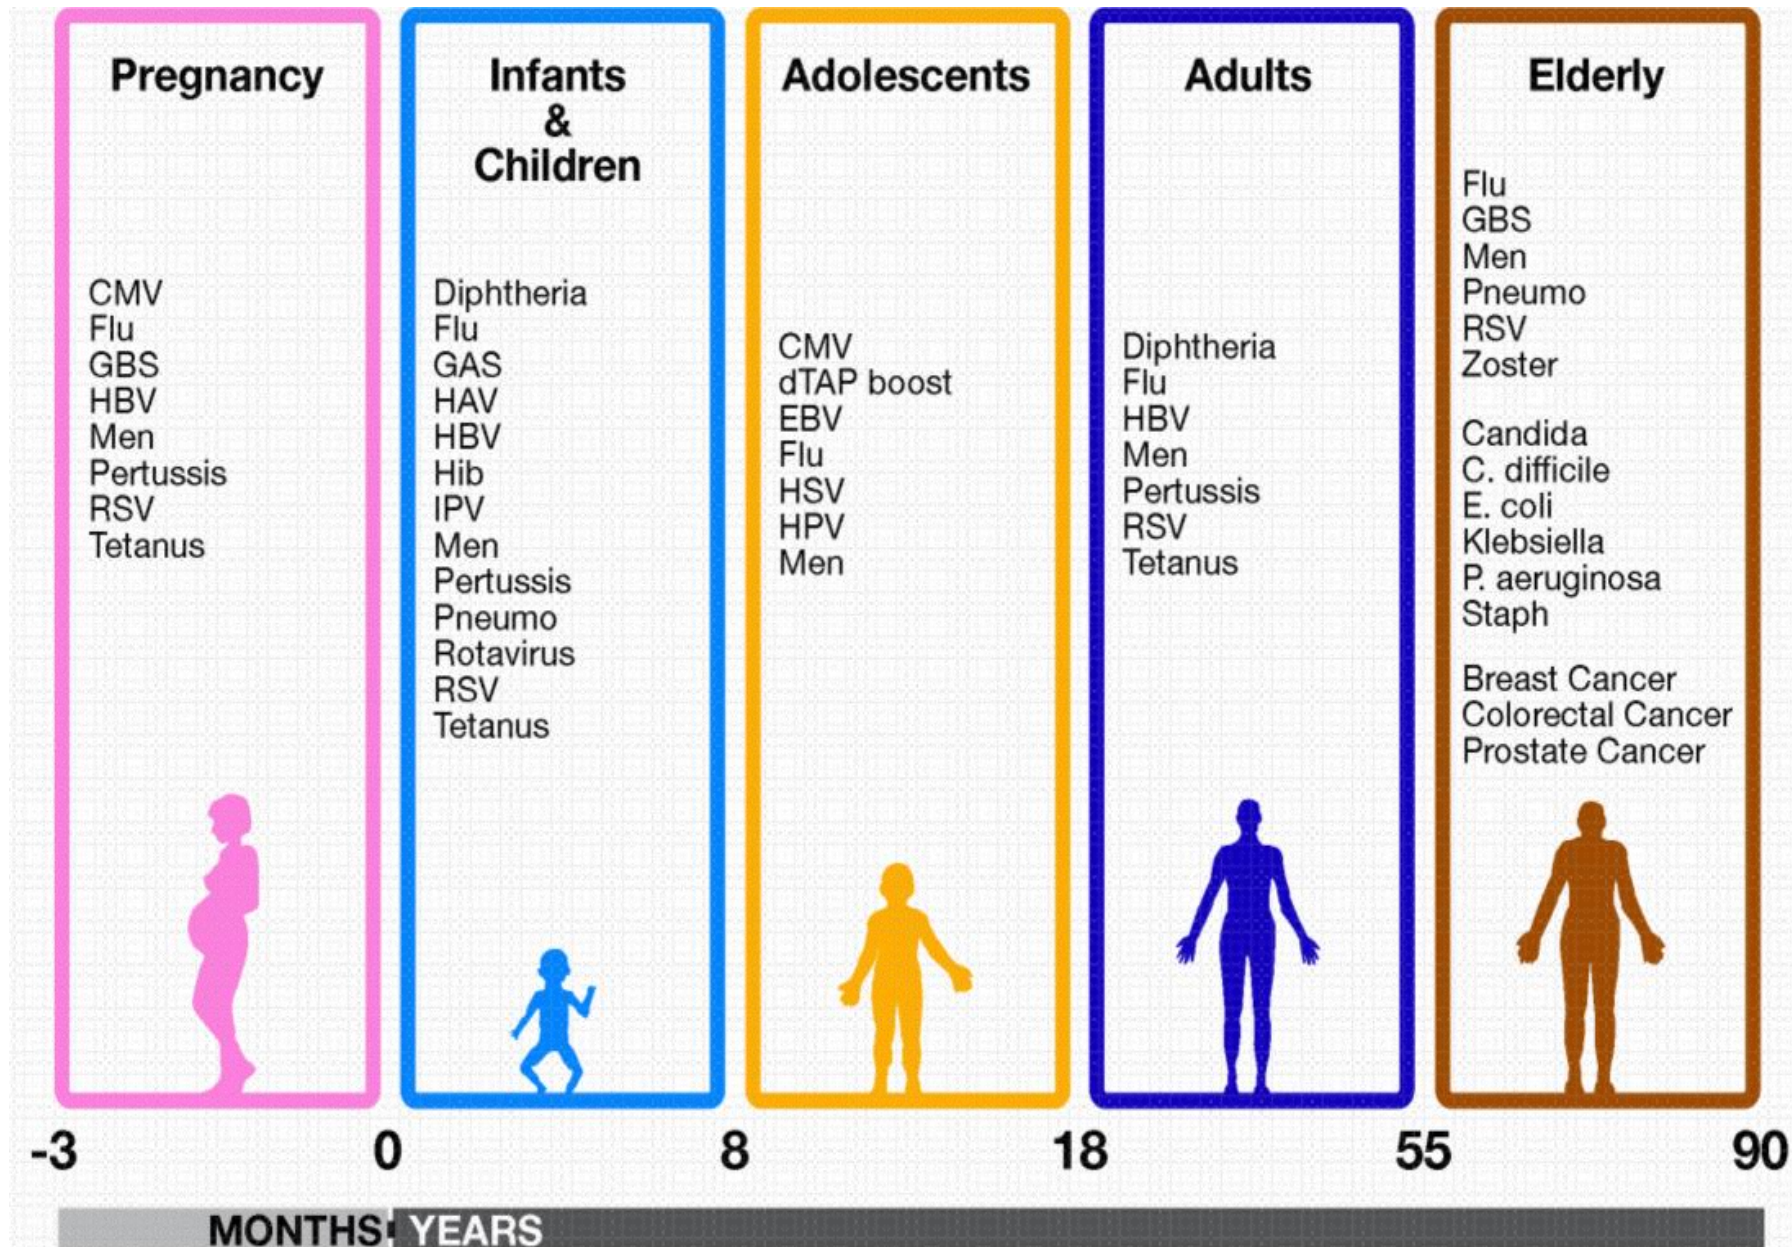 Pregnancy
CMV
Flu
GBS
HBV
Men
Pertussis
RSV
Tetanus
Infants
&
Children
Diphtheria
Flu
GAS
HAV
HBV
Hib
IPV
Men
Pertussis
Pneumo
Rotavirus
RSV
Tetanus
Adolescents
CMV
dTAP boost
EBV
Flu
HSV
HPV
Men
Adults
Diphtheria
Flu
HBV
Men
Pertussis
RSV
Tetanus
Elderly
Flu
GBS
Men
Pneumo
RSV
Zoster
Candida
C. difficile
E. coli
Klebsiella
P. aeruginosa
Staph
Breast Cancer
Colorectal Cancer
Prostate Cancer
-3 0 8 18 55 90
MONTHS YEARS